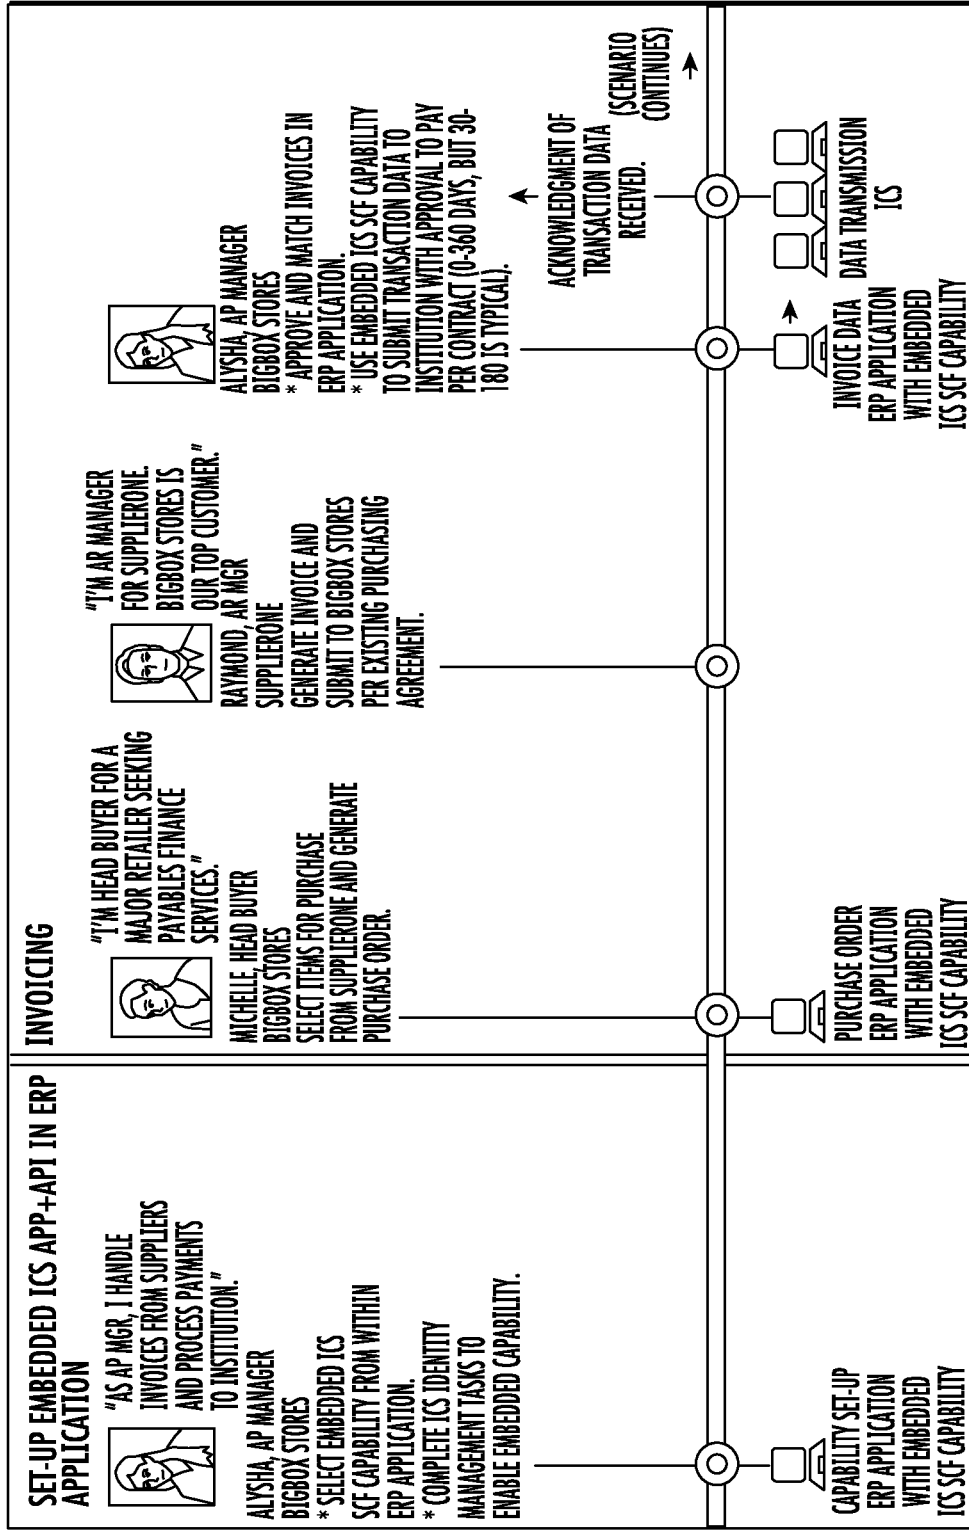 SET-UP EMBEDDED ICS APP+API IN ERP
APPLICATION
"AS AP MGR, I HANDLE
INVOICES FROM SUPPLIERS
AND PROCESS PAYMENTS
TO INSTITUTION."
ALYSHA, AP MANAGER
BIGBOX STORES
* SELECT EMBEDDED ICS
SCF CAPABILITY FROM WITHIN
ERP APPLICATION.
* COMPLETE ICS IDENTITY
MANAGEMENT TASKS TO
ENABLE EMBEDDED CAPABILITY.
CAPABILITY SET-UP
ERP APPLICATION
WITH EMBEDDED
ICS SCF CAPABILITY
INVOICING
"I'M HEAD BUYER FOR A
MAJOR RETAILER SEEKING
PAYABLES FINANCE
SERVICES."
MICHELLE, HEAD BUYER
BIGBOX STORES
SELECT ITEMS FOR PURCHASE
FROM SUPPLIERONE AND GENERATE
PURCHASE ORDER.
PURCHASE ORDER
ERP APPLICATION
WITH EMBEDDED
ICS SCF CAPABILITY
"I'M AR MANAGER
FOR SUPPLIERONE.
BIGBOX STORES IS
OUR TOP CUSTOMER."
RAYMOND, AR MGR
SUPPLIERONE
GENERATE INVOICE AND
SUBMIT TO BIGBOX STORES
PER EXISTING PURCHASING
AGREEMENT.
ALYSHA, AP MANAGER
BIGBOX STORES
* APPROVE AND MATCH INVOICES IN
ERP APPLICATION.
* USE EMBEDDED ICS SCF CAPABILITY
TO SUBMIT TRANSACTION DATA TO
INSTITUTION WITH APPROVAL TO PAY
PER CONTRACT (0-360 DAYS, BUT 30-
180 IS TYPICAL).
INVOICE DATA
ERP APPLICATION
WITH EMBEDDED
ICS SCF CAPABILITY
ACKNOWLEDGMENT OF
TRANSACTION DATA
RECEIVED.
DATA TRANSMISSION
ICS
(SCENARIO
CONTINUES)